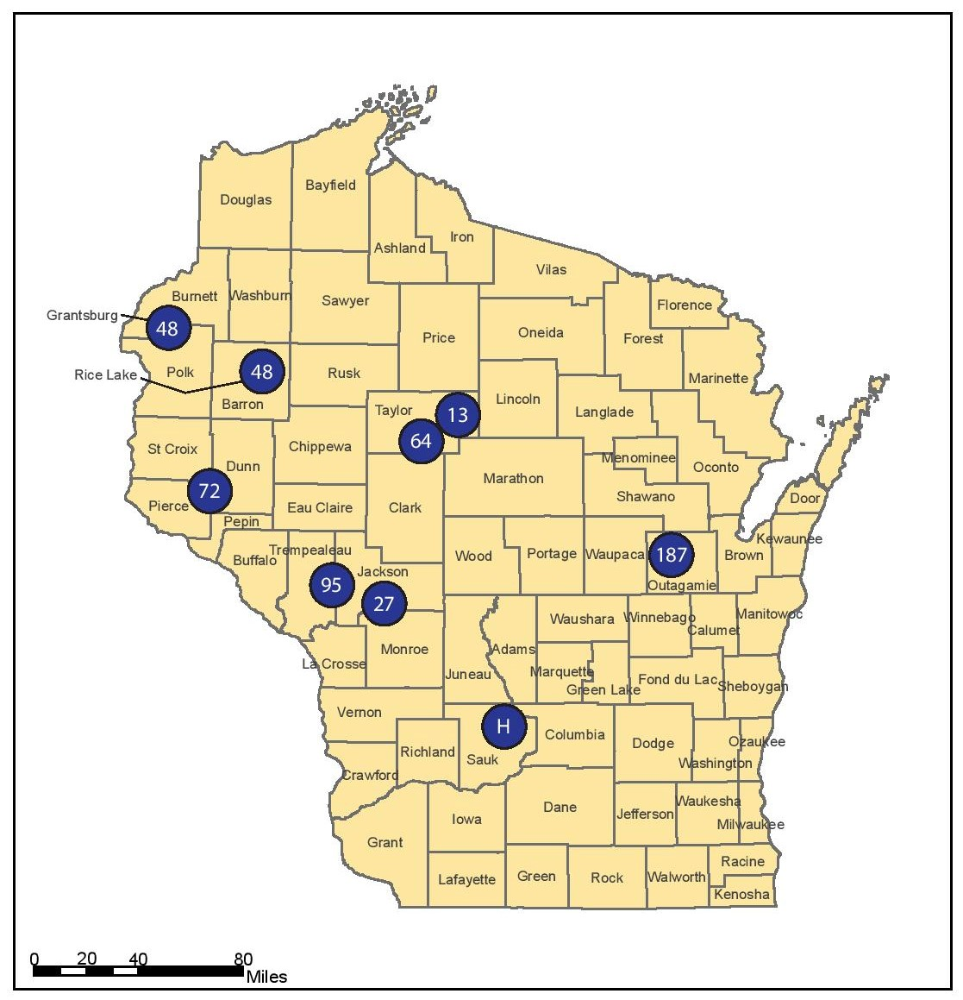 Bayfield
Douglas
Iron
Ashland
Vilas
Burnett
Washburn
Sawyer
Florence
Grantsburg
48
Oneida
Price
Forest
Rice Lake
Polk
48
Rusk
Marinette
Barron
Taylor
13
Lincoln
Langlade
64
St Croix
Chippewa
Menominee
Dunn
Oconto
Marathon
72
Shawano
Door
Pierce
Eau Claire
Clark
Pepin
Kewaunee
Trempealeau
Buffalo
Wood
Portage
Waupaca
187
Brown
Jackson
95
Outagamie
27
Waushara
Winnebago
Manitowoc
Calumet
Monroe
Adams
La Crosse
Juneau
Marquette
Green Lake
Fond du Lac
Sheboygan
Vernon
H
Columbia
Dodge
Ozaukee
Richland
Sauk
Washington
Crawford
Waukesha
Dane
Jefferson
Iowa
Milwaukee
Grant
Racine
Lafayette
Green
Rock
Walworth
Kenosha
0 20 40 80
Miles